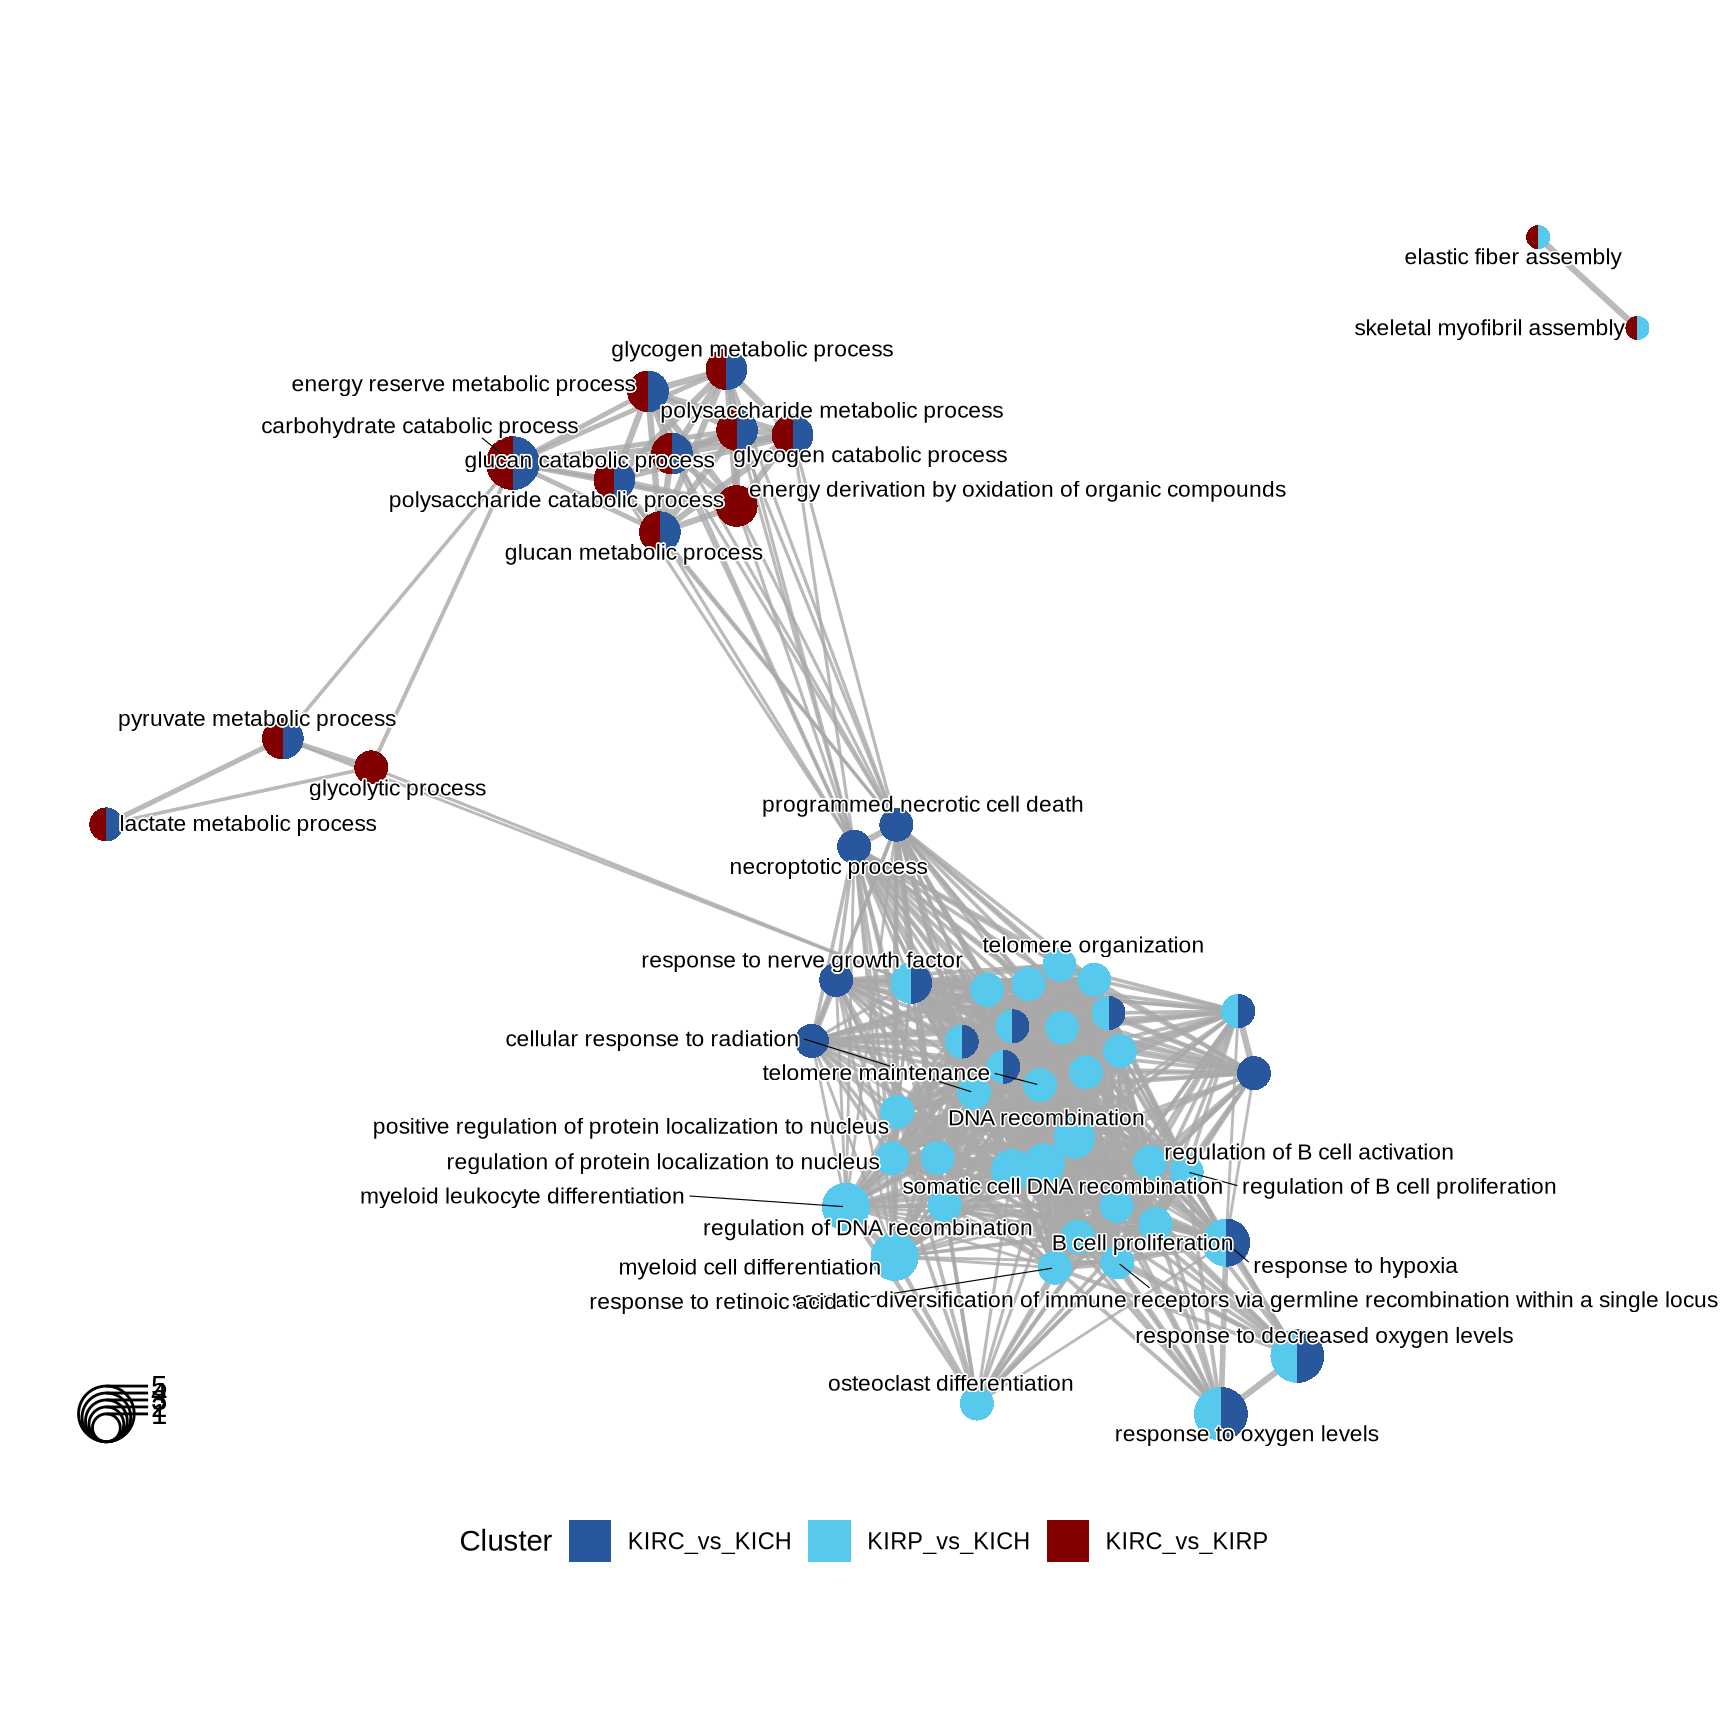 elastic fiber assembly
skeletal myofibril assembly
glycogen metabolic process
energy reserve metabolic process
polysaccharide metabolic process
carbohydrate catabolic process
glycogen catabolic process
glucan catabolic process
energy derivation by oxidation of organic compounds
polysaccharide catabolic process
glucan metabolic process
pyruvate metabolic process
glycolytic process
programmed necrotic cell death
lactate metabolic process
necroptotic process
telomere organization
response to nerve growth factor
cellular response to radiation
telomere maintenance
DNA recombination
positive regulation of protein localization to nucleus
regulation of B cell activation
regulation of protein localization to nucleus
somatic cell DNA recombination
regulation of B cell proliferation
myeloid leukocyte differentiation
regulation of DNA recombination
B cell proliferation
response to hypoxia
myeloid cell differentiation
response to retinoic acid
somatic diversification of immune receptors via germline recombination within a single locus
response to decreased oxygen levels
osteoclast differentiation
response to oxygen levels
5
4
3
2
1
Cluster KIRC_vs_KICH KIRP_vs_KICH KIRC_vs_KIRP